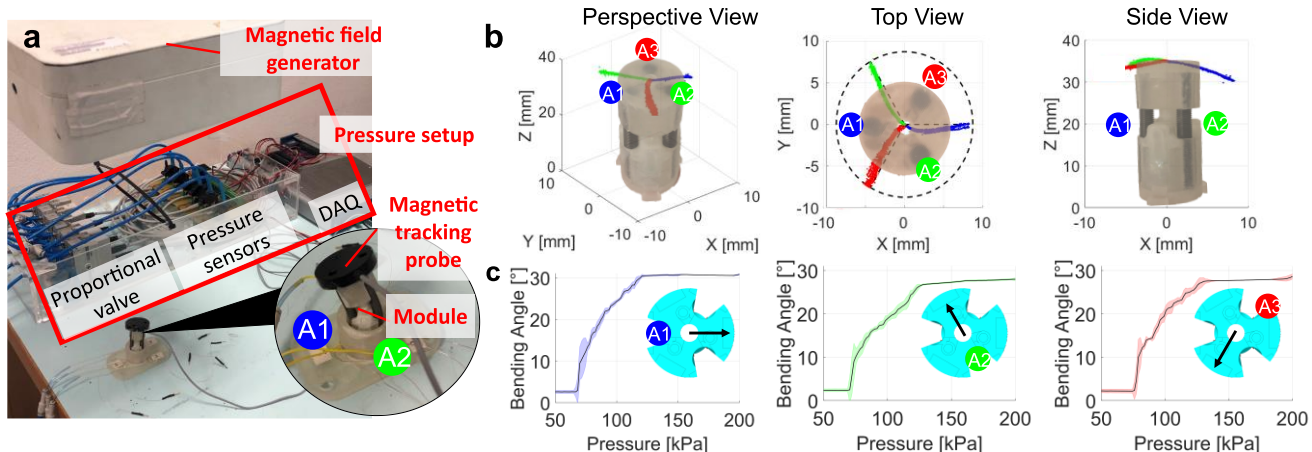 a
Magnetic field
generator
Pressure setup
DAQ
Pressure
sensors
Proportional
valve
Magnetic
tracking
probe
Module
A1
A2
b
Perspective View
Top View
Side View
40
20
0
Z [mm]
10
0
-10
Y [mm]
-10
0
10
X [mm]
A3
A1
A2
10
5
0
-5
-10
Y [mm]
-10
0
10
X [mm]
A3
A1
A2
40
30
20
10
0
Z [mm]
-10
0
10
X [mm]
A1
A2
c
30
20
10
0
Bending Angle [°]
50
100
150
200
Pressure [kPa]
A1
30
20
10
0
Bending Angle [°]
50
100
150
200
Pressure [kPa]
A2
30
20
10
0
Bending Angle [°]
50
100
150
200
Pressure [kPa]
A3